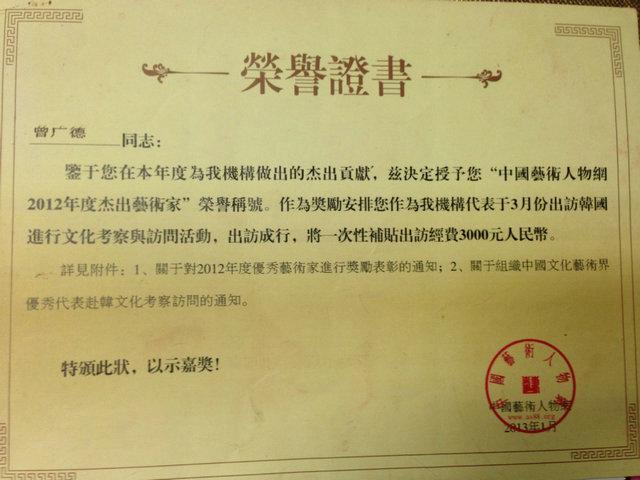 榮譽證書
曾广德 同志：
鑒于您在本年度為我機構做出的杰出貢獻，兹決定授予您“中國藝術人物網
2012年度杰出藝術家”榮譽稱號。作為獎勵安排您作為我機構代表于3月份出訪韓國
進行文化考察與訪問活動，出訪成行，將一次性補貼出訪經費3000元人民幣。
詳見附件：1、關于對2012年度優秀藝術家進行獎勵表彰的通知；2、關于組織中國文化藝術界
優秀代表赴韓文化考察訪問的通知。
特頒此狀，以示嘉獎！
中國藝術人物網
中國藝術人物網
2013年1月